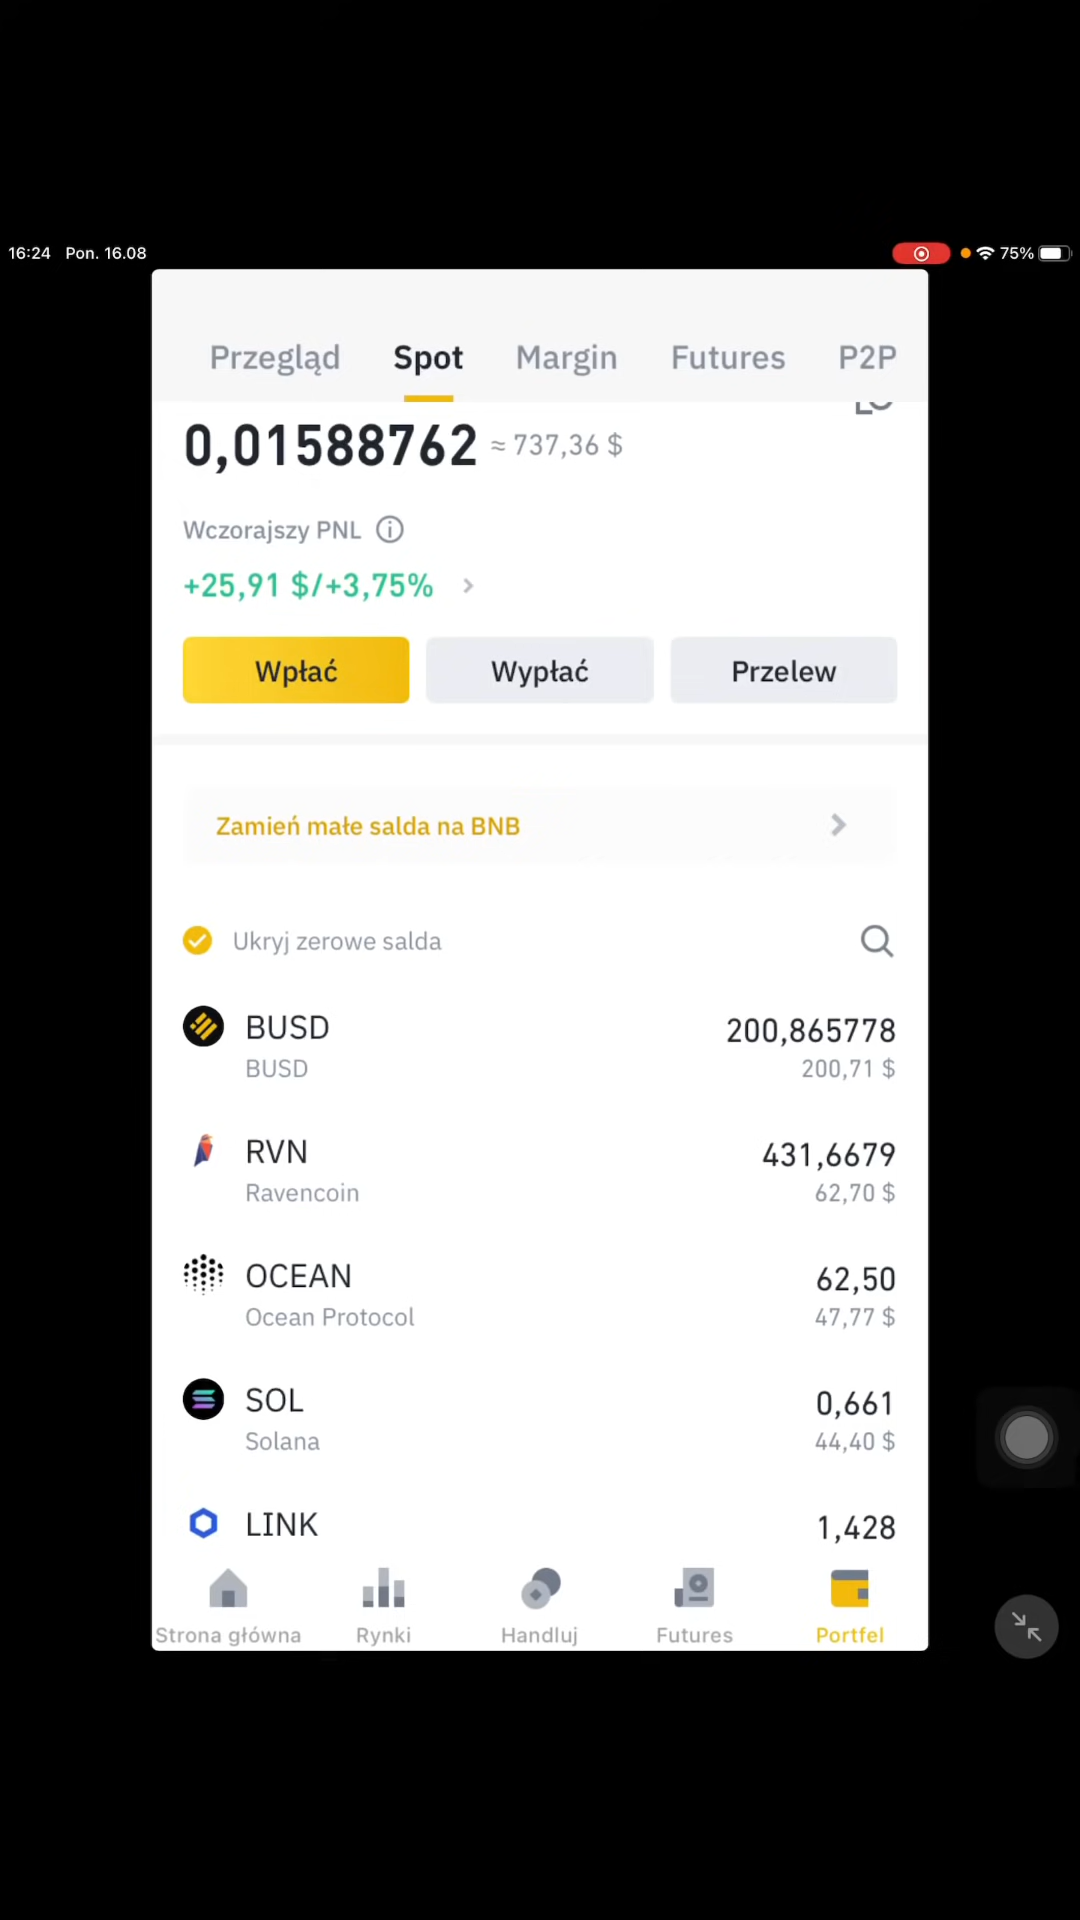 16:24 Pon. 16.08 75%
Przegląd Spot Margin Futures P2P
0,01588762 ≈ 737,36 $
Wczorajszy PNL
+25,91 $/+3,75%
Wpłać Wypłać Przelew
Zamień małe salda na BNB
Ukryj zerowe salda
BUSD 200,865778
BUSD 200,71 $
RVN 431,6679
Ravencoin 62,70 $
OCEAN 62,50
Ocean Protocol 47,77 $
SOL 0,661
Solana 44,40 $
LINK 1,428
Strona główna Rynki Handluj Futures Portfel